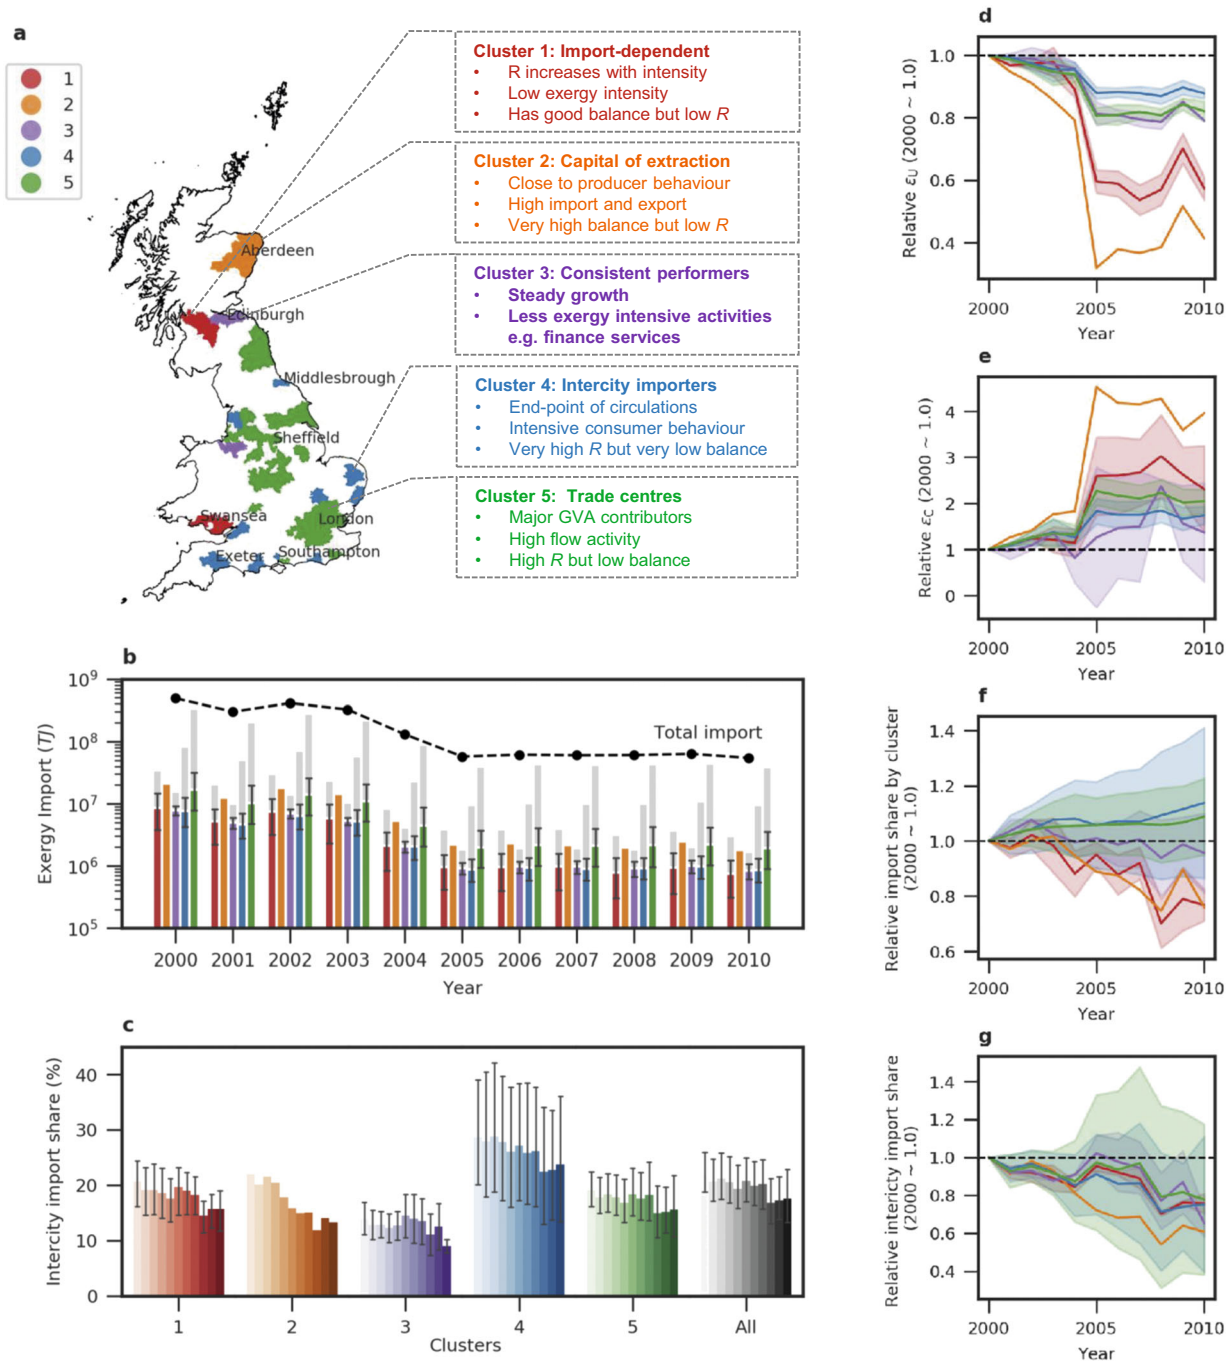 a
1
2
3
4
5
Cluster 1: Import-dependent
• R increases with intensity
• Low exergy intensity
• Has good balance but low R
Cluster 2: Capital of extraction
• Close to producer behaviour
• High import and export
• Very high balance but low R
Cluster 3: Consistent performers
• Steady growth
• Less exergy intensive activities
e.g. finance services
Cluster 4: Intercity importers
• End-point of circulations
• Intensive consumer behaviour
• Very high R but very low balance
Cluster 5: Trade centres
• Major GVA contributors
• High flow activity
• High R but low balance
Aberdeen
Edinburgh
Middlesbrough
Sheffield
Swansea
London
Exeter
Southampton
b
Exergy Import (TJ)
10⁹
10⁸
10⁷
10⁶
10⁵
Total import
2000 2001 2002 2003 2004 2005 2006 2007 2008 2009 2010
Year
c
Intercity import share (%)
40
30
20
10
0
1 2 3 4 5 All
Clusters
d
Relative εU (2000 ~ 1.0)
1.0
0.8
0.6
0.4
2000 2005 2010
Year
e
Relative εC (2000 ~ 1.0)
4
3
2
1
0
2000 2005 2010
Year
f
Relative import share by cluster
(2000 ~ 1.0)
1.4
1.2
1.0
0.8
0.6
2000 2005 2010
Year
g
Relative intericty import share
(2000 ~ 1.0)
1.4
1.2
1.0
0.8
0.6
0.4
2000 2005 2010
Year